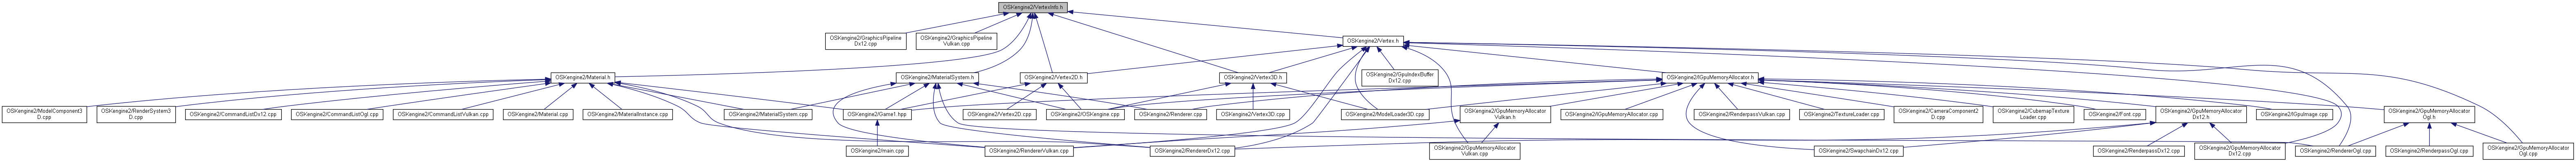 OSKengine2/VertexInfo.h
OSKengine2/GraphicsPipeline
Dx12.cpp
OSKengine2/GraphicsPipeline
Vulkan.cpp
OSKengine2/Vertex.h
OSKengine2/Material.h
OSKengine2/MaterialSystem.h
OSKengine2/Vertex2D.h
OSKengine2/GpuIndexBuffer
Dx12.cpp
OSKengine2/Vertex3D.h
OSKengine2/IGpuMemoryAllocator.h
OSKengine2/ModelComponent3
D.cpp
OSKengine2/RenderSystem3
D.cpp
OSKengine2/CommandListDx12.cpp
OSKengine2/CommandListOgl.cpp
OSKengine2/CommandListVulkan.cpp
OSKengine2/Material.cpp
OSKengine2/MaterialInstance.cpp
OSKengine2/MaterialSystem.cpp
OSKengine2/Game1.hpp
OSKengine2/Vertex2D.cpp
OSKengine2/OSKengine.cpp
OSKengine2/Renderer.cpp
OSKengine2/Vertex3D.cpp
OSKengine2/ModelLoader3D.cpp
OSKengine2/GpuMemoryAllocator
Vulkan.h
OSKengine2/IGpuMemoryAllocator.cpp
OSKengine2/RenderpassVulkan.cpp
OSKengine2/TextureLoader.cpp
OSKengine2/CameraComponent2
D.cpp
OSKengine2/CubemapTexture
Loader.cpp
OSKengine2/Font.cpp
OSKengine2/GpuMemoryAllocator
Dx12.h
OSKengine2/IGpuImage.cpp
OSKengine2/GpuMemoryAllocator
Ogl.h
OSKengine2/main.cpp
OSKengine2/RendererVulkan.cpp
OSKengine2/RendererDx12.cpp
OSKengine2/GpuMemoryAllocator
Vulkan.cpp
OSKengine2/SwapchainDx12.cpp
OSKengine2/RenderpassDx12.cpp
OSKengine2/GpuMemoryAllocator
Dx12.cpp
OSKengine2/RendererOgl.cpp
OSKengine2/RenderpassOgl.cpp
OSKengine2/GpuMemoryAllocator
Ogl.cpp